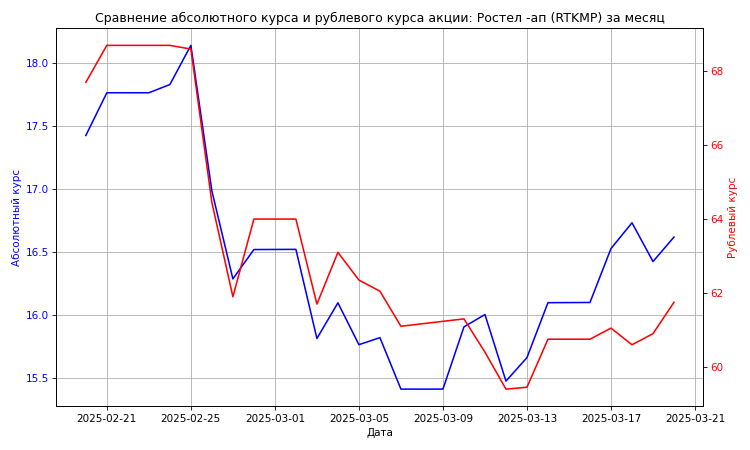 Сравнение абсолютного курса и рублевого курса акции: Ростел -ап (RTKMP) за месяц
18.0
17.5
17.0
16.5
16.0
15.5
Абсолютный курс
68
66
64
62
60
Рублевый курс
2025-02-21 2025-02-25 2025-03-01 2025-03-05 2025-03-09 2025-03-13 2025-03-17 2025-03-21
Дата